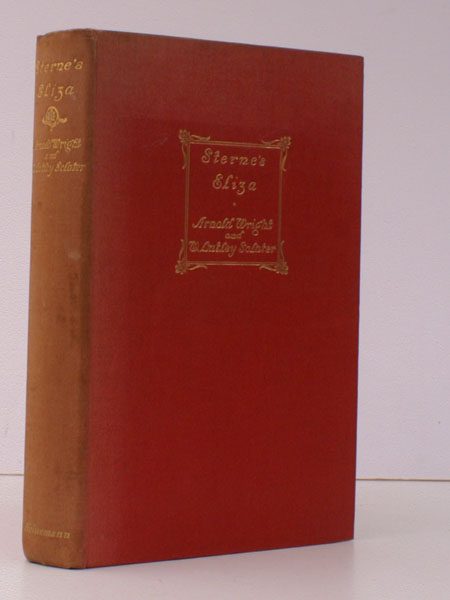 Sterne's
Eliza
Arnold Wright
and
W. Lutley Sclater
Sterne's
Eliza
Arnold Wright
and
Lutley Sclater
Heinemann